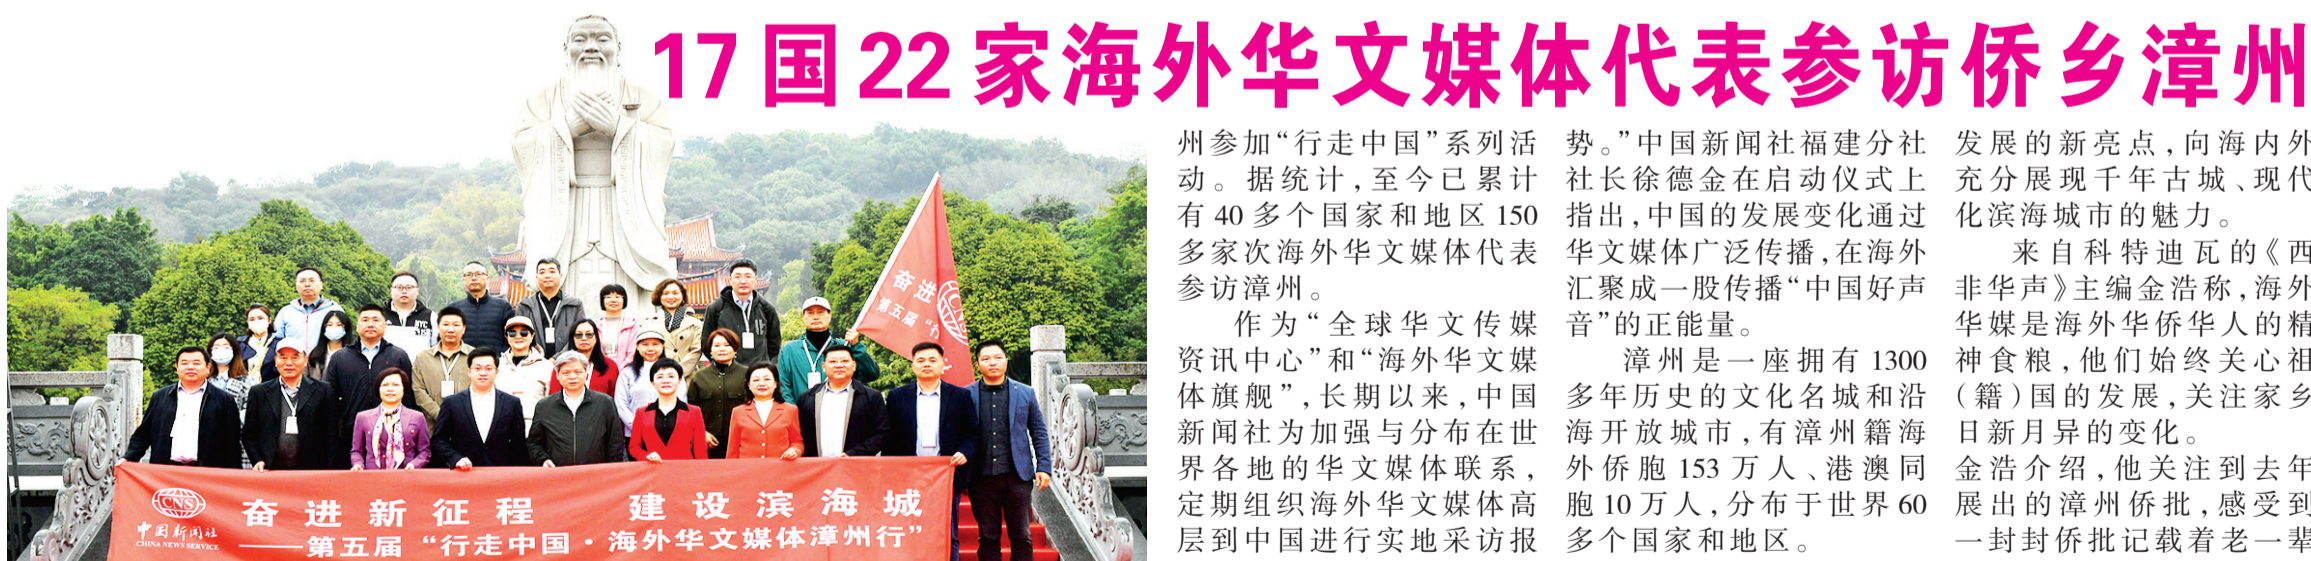 17国22家海外华文媒体代表参访侨乡漳州
奋进
第五届“行
CNS
中国新闻社
CHINA NEWS SERVICE
奋进新征程 建设滨海城
——第五届“行走中国·海外华文媒体漳州行”
州参加“行走中国”系列活
动。据统计,至今已累计
有40多个国家和地区150
多家次海外华文媒体代表
参访漳州。
作为“全球华文传媒
资讯中心”和“海外华文媒
体旗舰”,长期以来,中国
新闻社为加强与分布在世
界各地的华文媒体联系,
定期组织海外华文媒体高
层到中国进行实地采访报
势。”中国新闻社福建分社
社长徐德金在启动仪式上
指出,中国的发展变化通过
华文媒体广泛传播,在海外
汇聚成一股传播“中国好声
音”的正能量。
漳州是一座拥有1300
多年历史的文化名城和沿
海开放城市,有漳州籍海
外侨胞153万人、港澳同
胞10万人,分布于世界60
多个国家和地区。
发展的新亮点,向海内外
充分展现千年古城、现代
化滨海城市的魅力。
来自科特迪瓦的《西
非华声》主编金浩称,海外
华媒是海外华侨华人的精
神食粮,他们始终关心祖
(籍)国的发展,关注家乡
日新月异的变化。
金浩介绍,他关注到去年
展出的漳州侨批,感受到
一封封侨批记载着老一辈